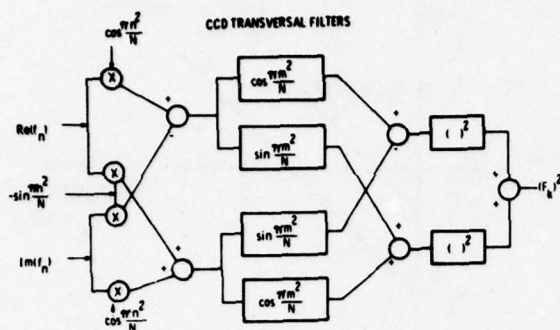 CCD TRANSVERSAL FILTERS
cos πn²/N
Re(fₙ)
-sin πn²/N
Im(fₙ)
cos πn²/N
X
X
X
X
+
-
+
+
cos πm²/N
sin πm²/N
sin πm²/N
cos πm²/N
+
-
+
+
( )²
( )²
+
+
(Fₖ)²